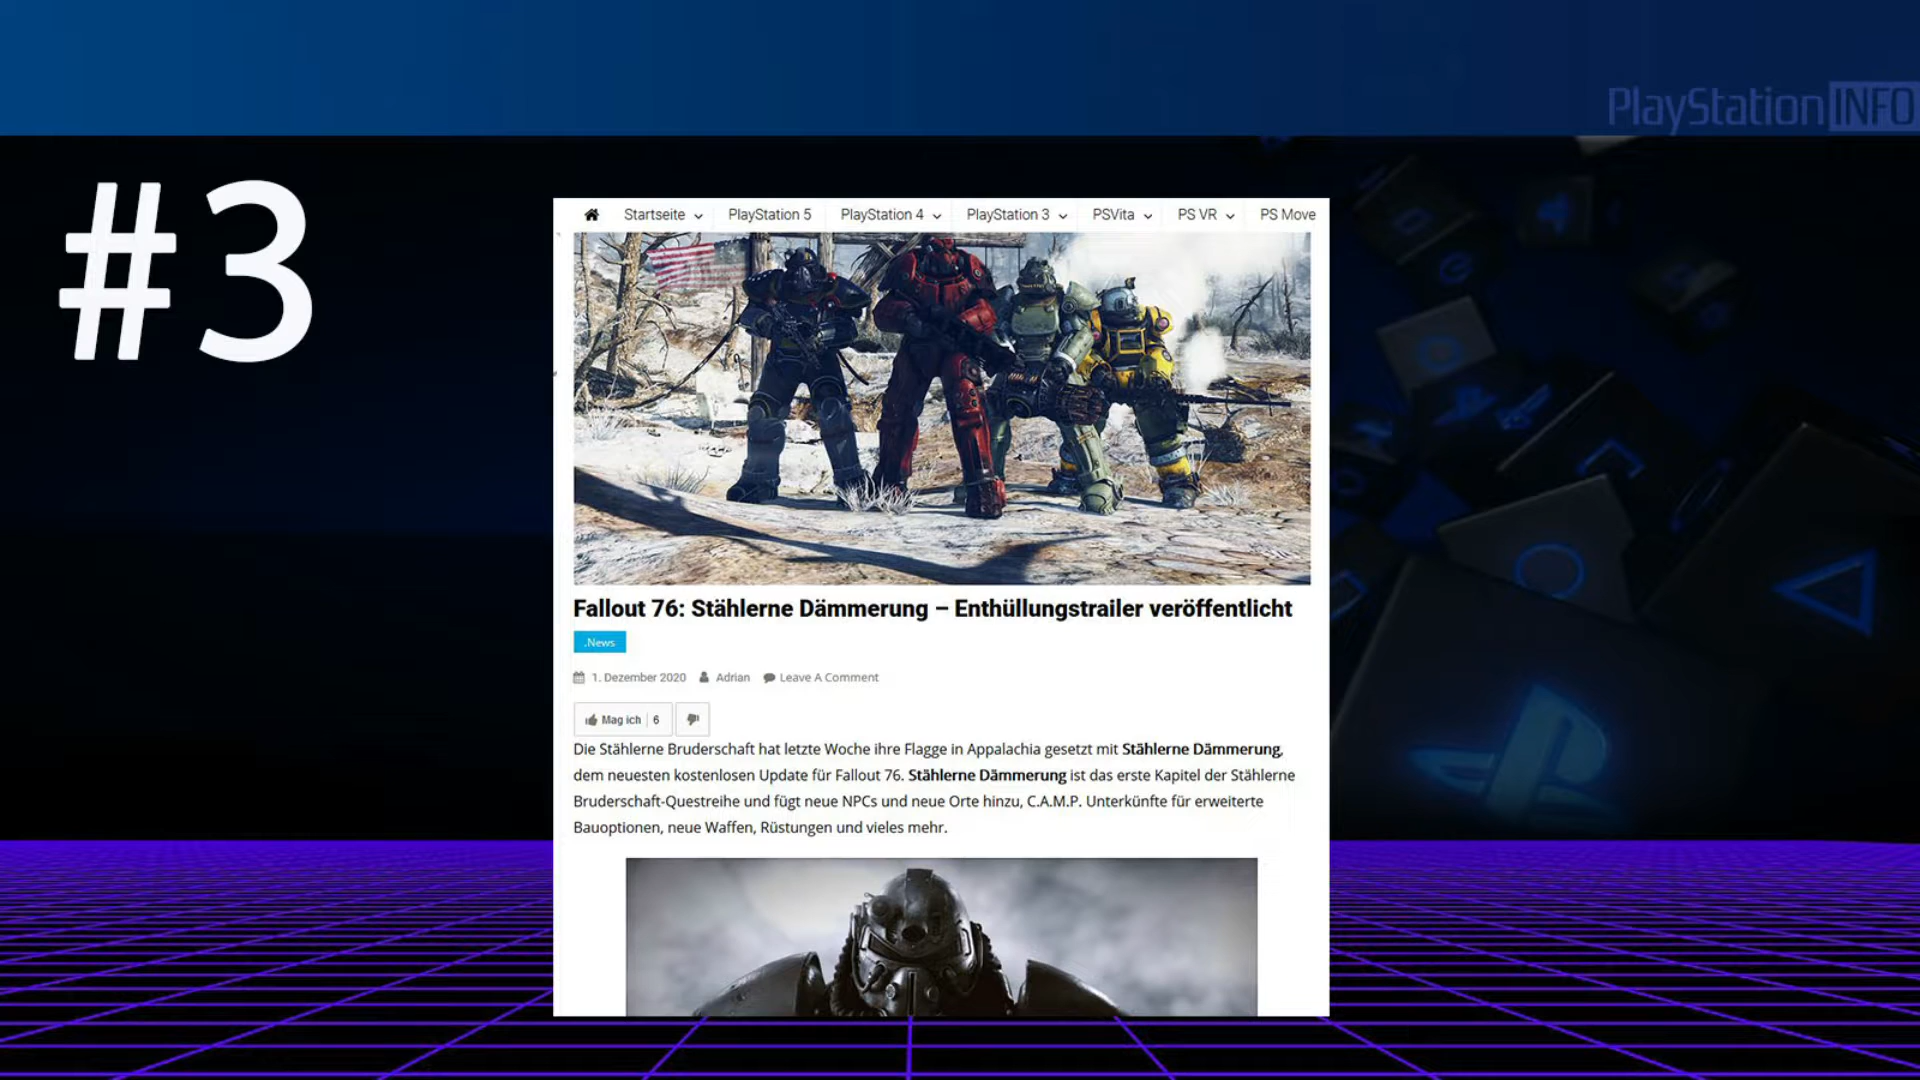 PlayStation INFO
#3
Startseite PlayStation 5 PlayStation 4 PlayStation 3 PSVita PS VR PS Move
Fallout 76: Stählerne Dämmerung – Enthüllungstrailer veröffentlicht
.News
1. Dezember 2020 Adrian Leave A Comment
Mag ich 6
Die Stählerne Bruderschaft hat letzte Woche ihre Flagge in Appalachia gesetzt mit Stählerne Dämmerung,
dem neuesten kostenlosen Update für Fallout 76. Stählerne Dämmerung ist das erste Kapitel der Stählerne
Bruderschaft-Questreihe und fügt neue NPCs und neue Orte hinzu, C.A.M.P. Unterkünfte für erweiterte
Bauoptionen, neue Waffen, Rüstungen und vieles mehr.